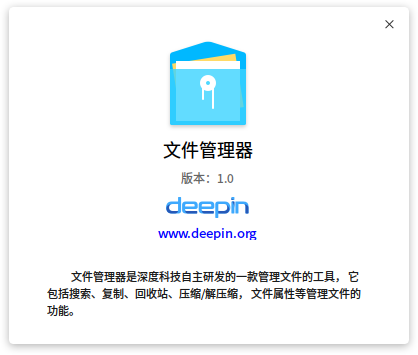 文件管理器
版本：1.0
deepin
www.deepin.org
文件管理器是深度科技自主研发的一款管理文件的工具，它
包括搜索、复制、回收站、压缩/解压缩，文件属性等管理文件的
功能。